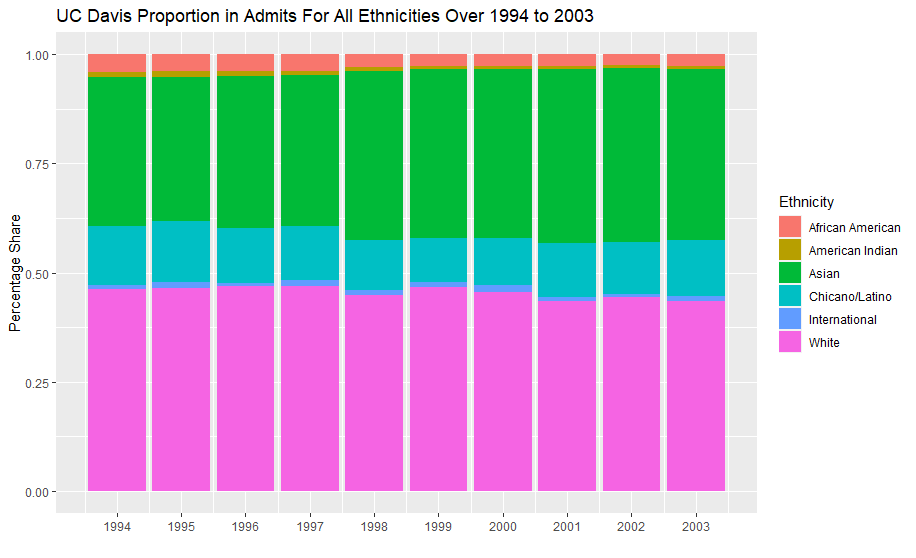 UC Davis Proportion in Admits For All Ethnicities Over 1994 to 2003
Percentage Share
1.00
0.75
0.50
0.25
0.00
1994 1995 1996 1997 1998 1999 2000 2001 2002 2003
Ethnicity
African American
American Indian
Asian
Chicano/Latino
International
White